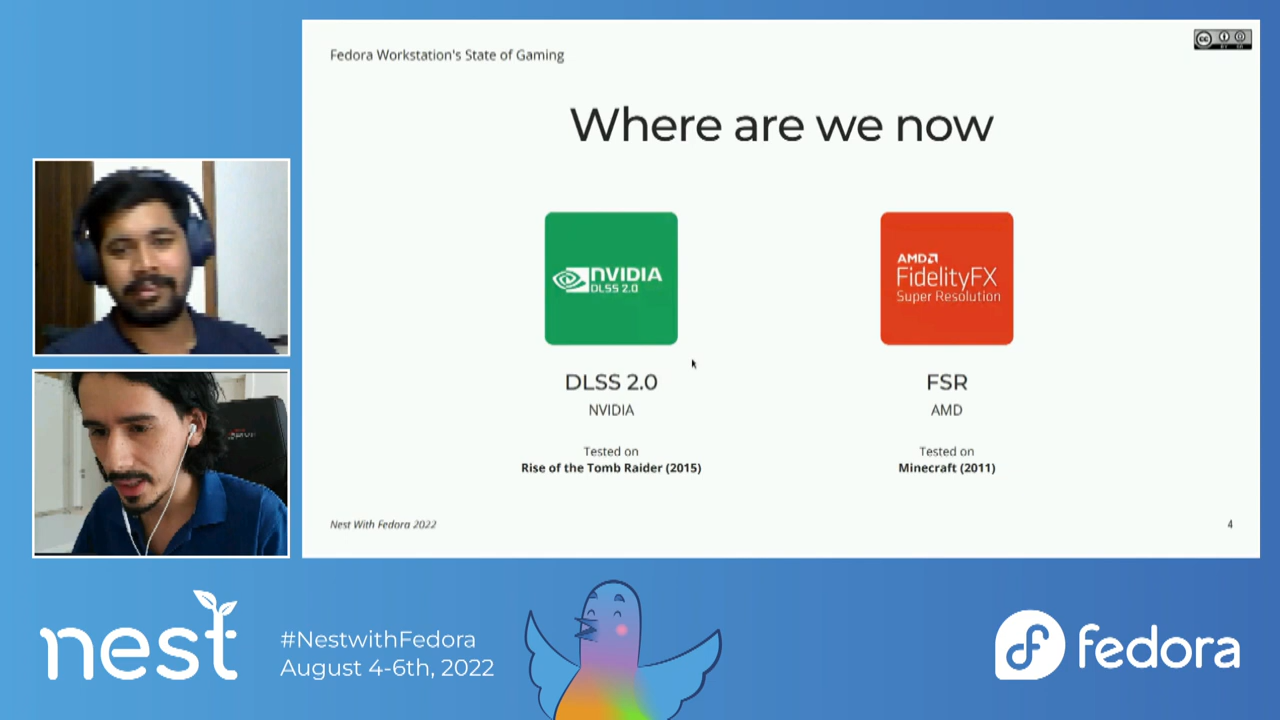 Fedora Workstation's State of Gaming
Where are we now
NVIDIA
DLSS 2.0
AMD
FidelityFX
Super Resolution
DLSS 2.0
NVIDIA
Tested on
Rise of the Tomb Raider (2015)
FSR
AMD
Tested on
Minecraft (2011)
Nest With Fedora 2022
4
nest
#NestwithFedora
August 4-6th, 2022
fedora